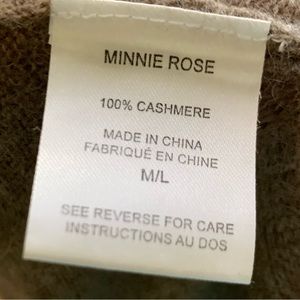 MINNIE ROSE
100% CASHMERE
MADE IN CHINA
FABRIQUÉ EN CHINE
M/L
SEE REVERSE FOR CARE
INSTRUCTIONS AU DOS